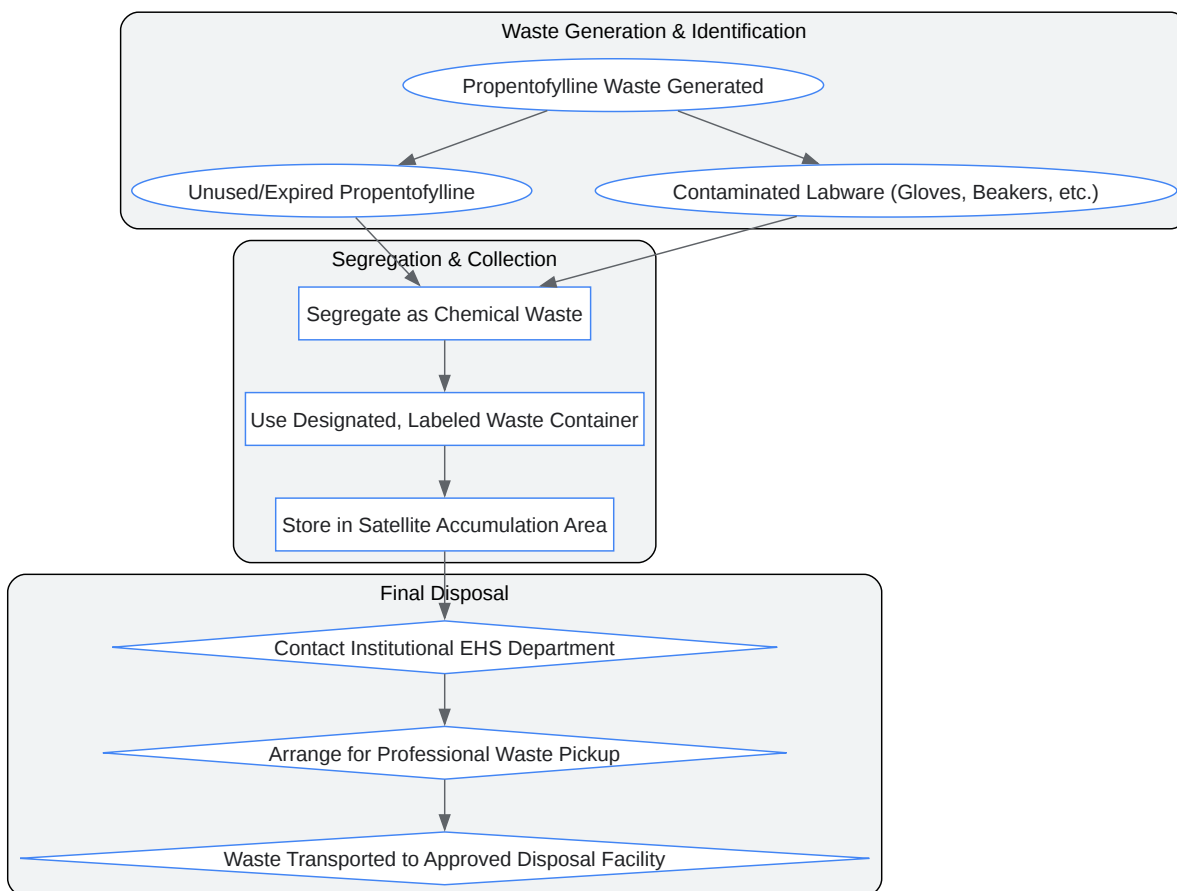 Waste Generation & Identification
Propentofylline Waste Generated
Unused/Expired Propentofylline
Contaminated Labware (Gloves, Beakers, etc.)
Segregation & Collection
Segregate as Chemical Waste
Use Designated, Labeled Waste Container
Store in Satellite Accumulation Area
Final Disposal
Contact Institutional EHS Department
Arrange for Professional Waste Pickup
Waste Transported to Approved Disposal Facility